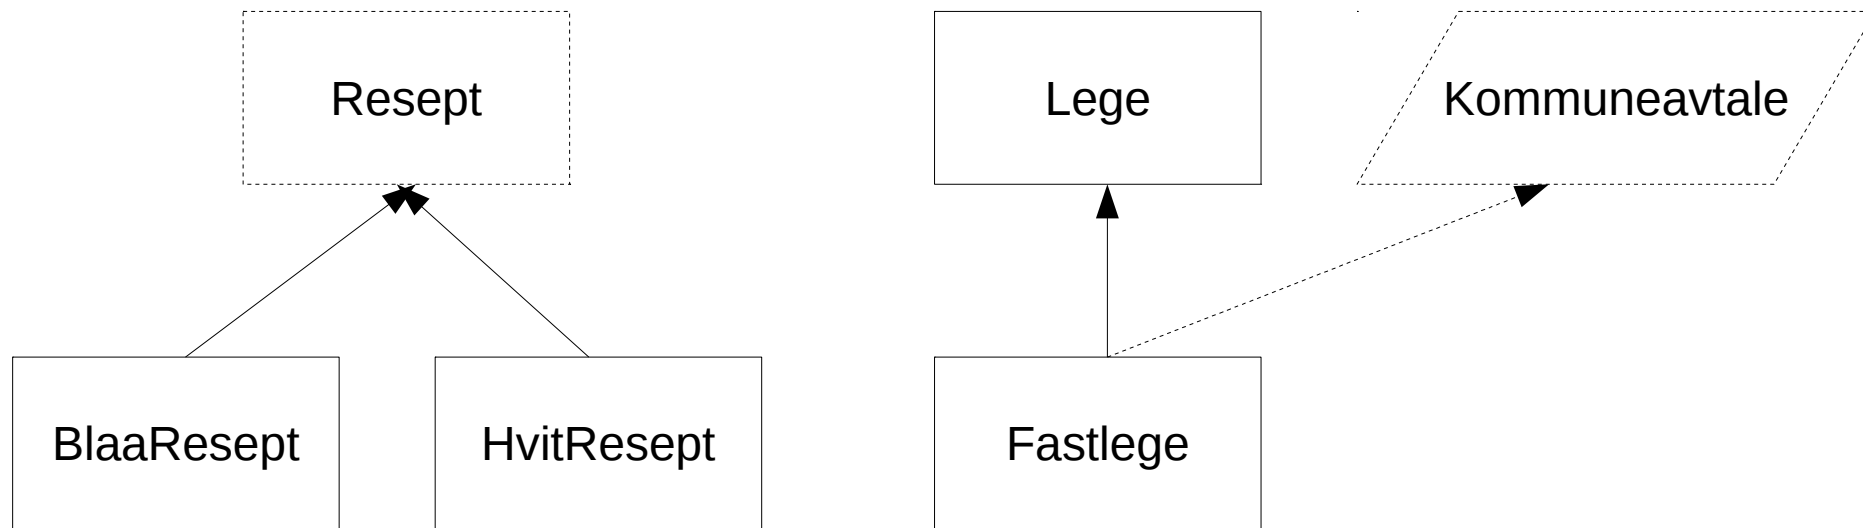 Resept
Lege
Kommuneavtale
BlaaResept
HvitResept
Fastlege